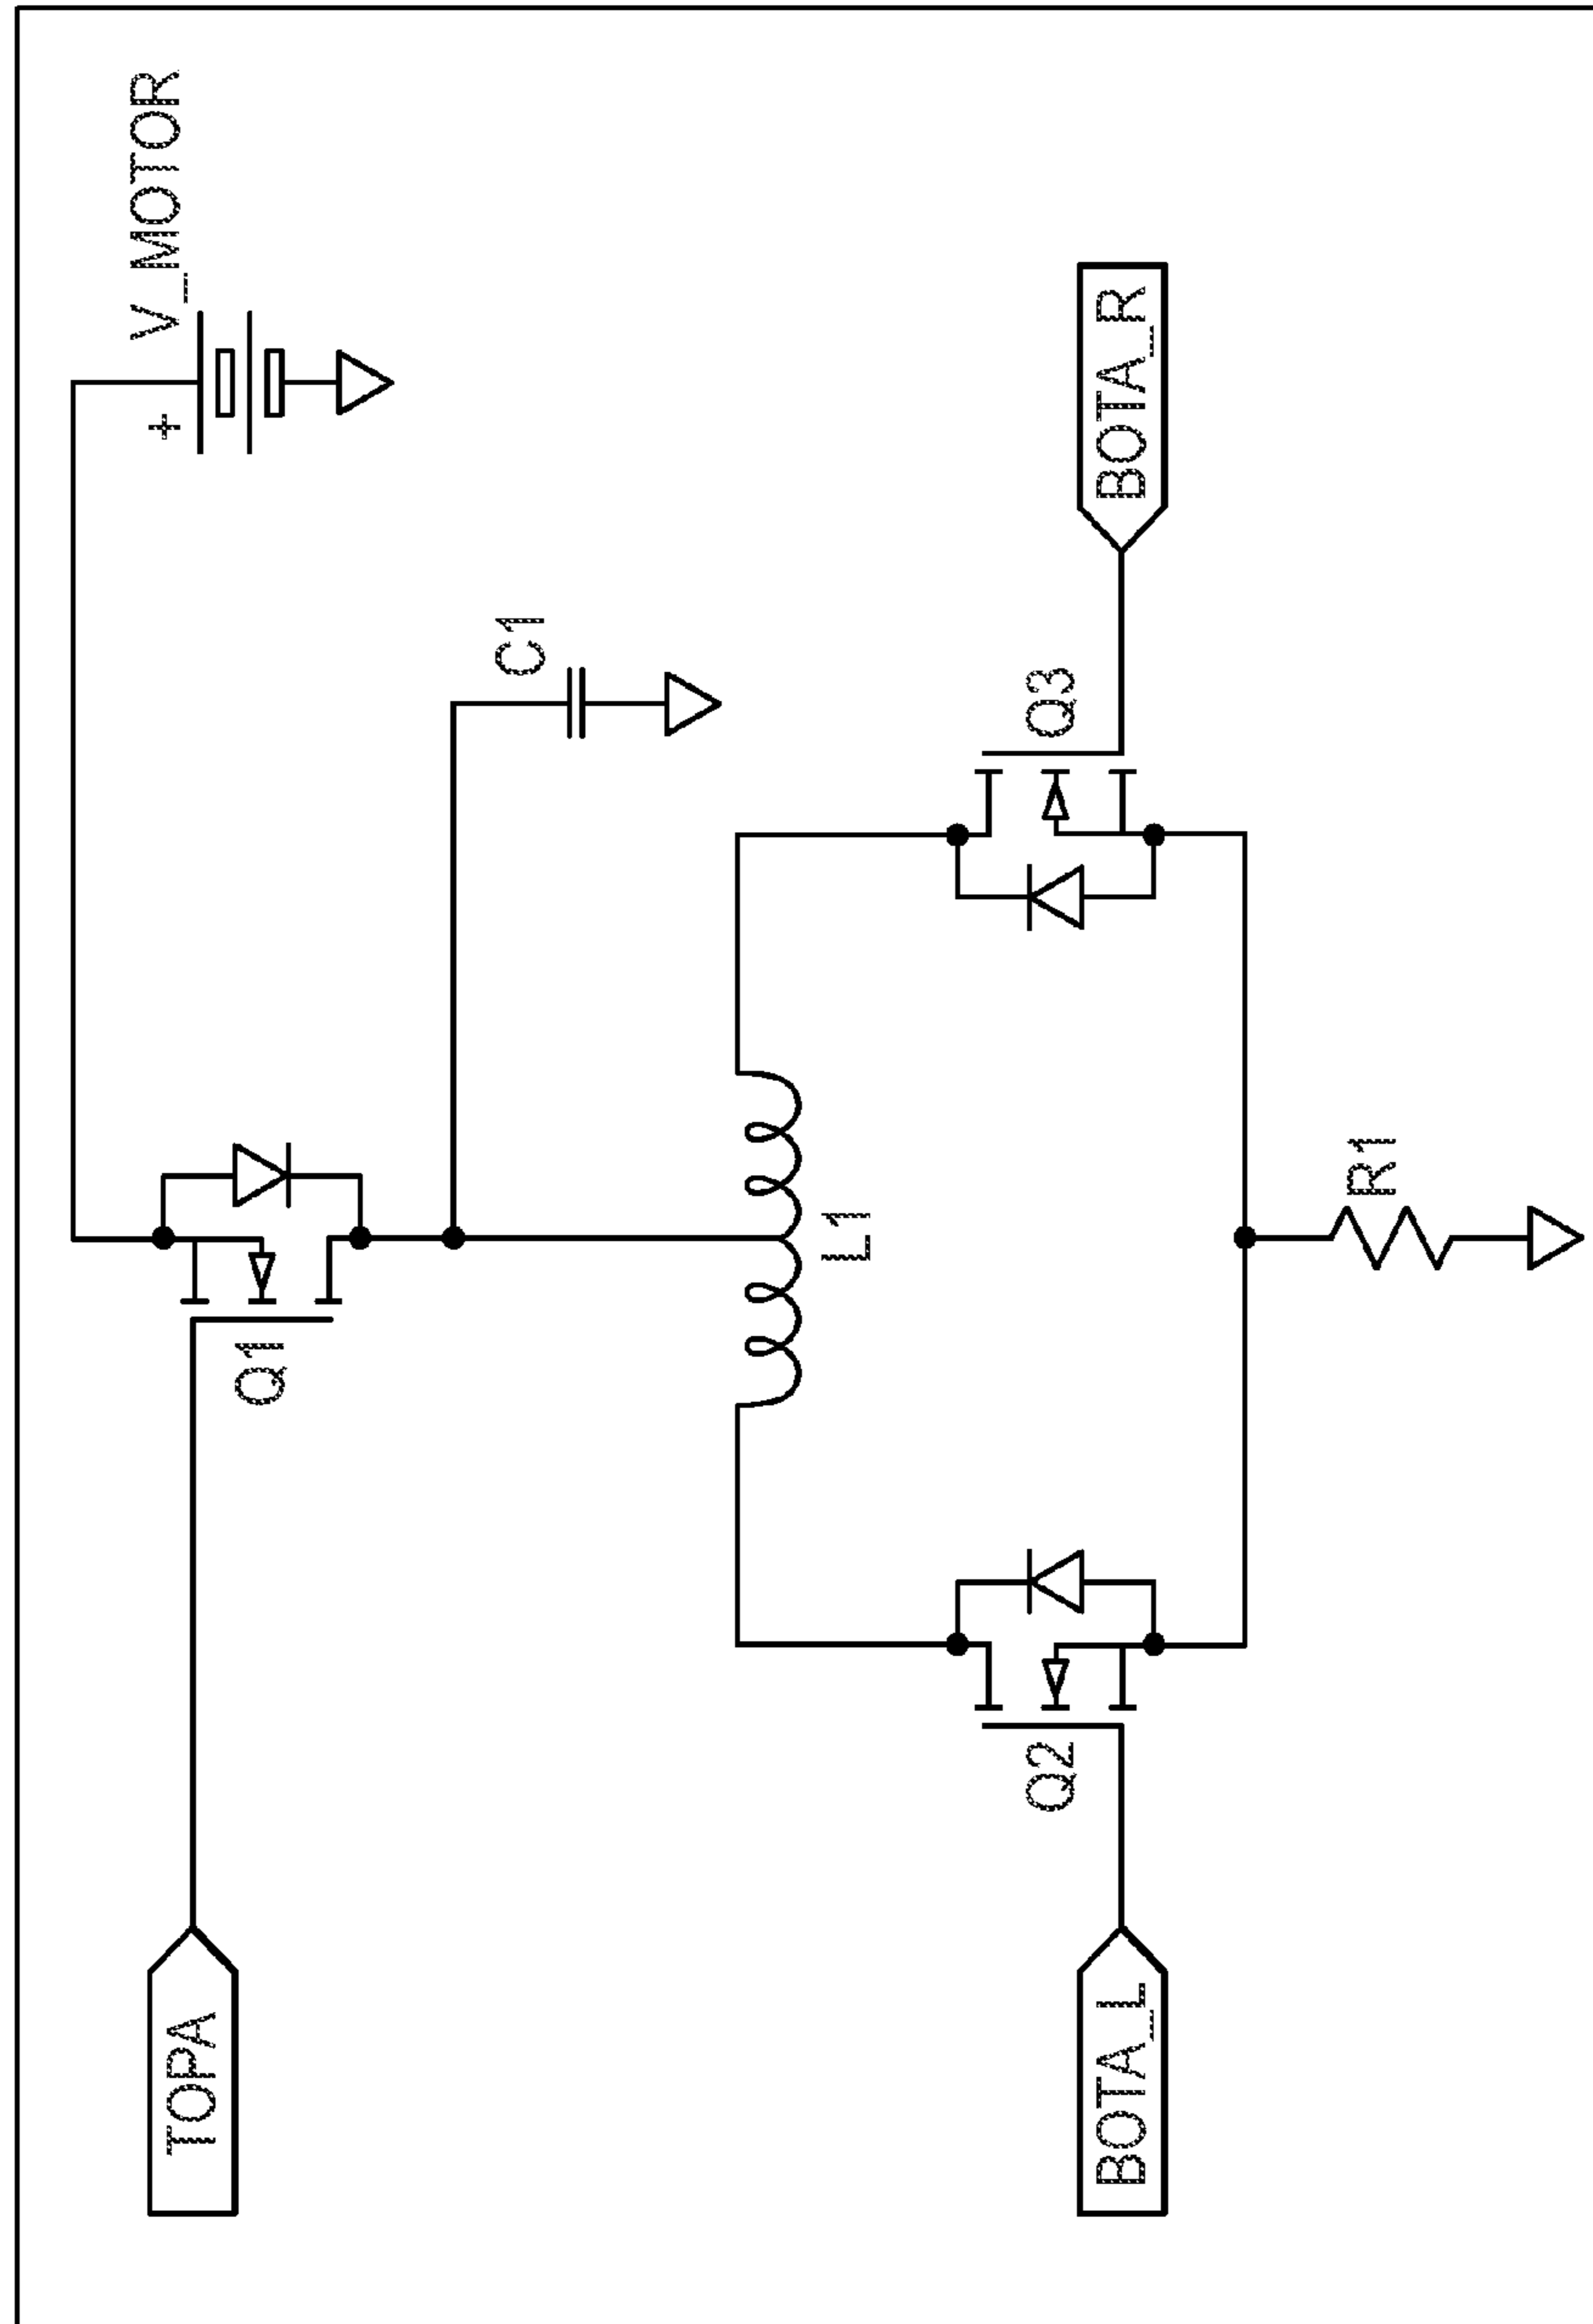 V_MOTOR
+
TOPA
Q1
C1
L1
Q2
Q3
BOTA_L
BOTA_R
R1